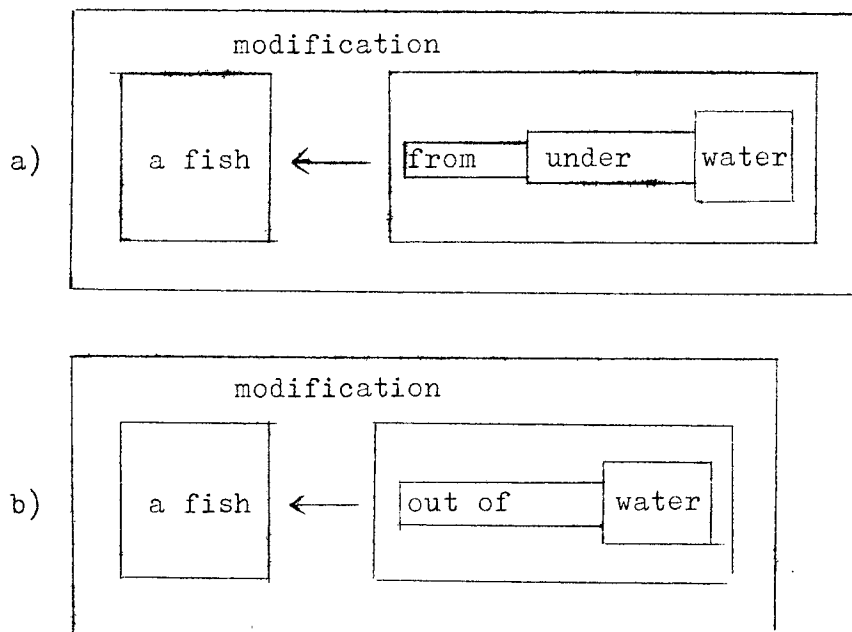 modification
a) a fish from under water
modification
b) a fish out of water